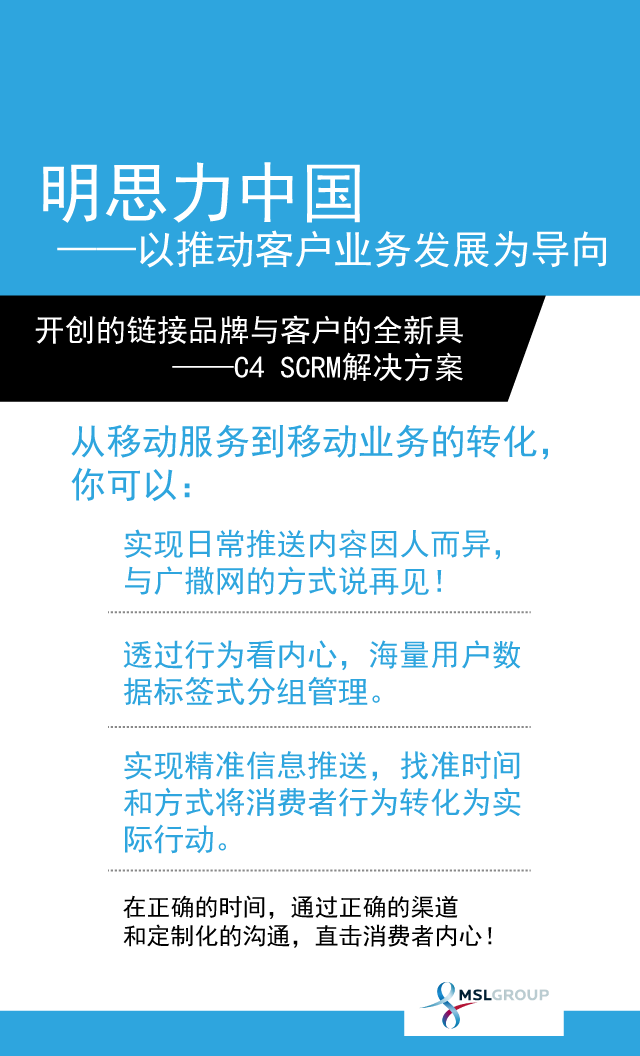 明思力中国
——以推动客户业务发展为导向
开创的链接品牌与客户的全新具
——C4 SCRM解决方案
从移动服务到移动业务的转化，
你可以：
实现日常推送内容因人而异，
与广撒网的方式说再见！
透过行为看内心，海量用户数
据标签式分组管理。
实现精准信息推送，找准时间
和方式将消费者行为转化为实
际行动。
在正确的时间，通过正确的渠道
和定制化的沟通，直击消费者内心！
MSLGROUP